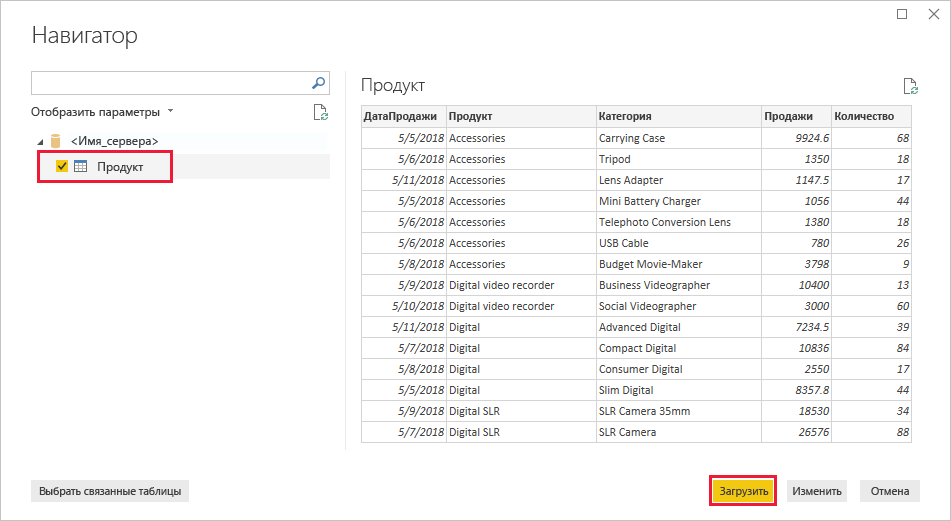 Навигатор
Отобразить параметры
<Имя_сервера>
Продукт
Продукт
ДатаПродажи Продукт Категория Продажи Количество
5/5/2018 Accessories Carrying Case 9924.6 68
5/6/2018 Accessories Tripod 1350 18
5/11/2018 Accessories Lens Adapter 1147.5 17
5/5/2018 Accessories Mini Battery Charger 1056 44
5/6/2018 Accessories Telephoto Conversion Lens 1380 18
5/6/2018 Accessories USB Cable 780 26
5/8/2018 Accessories Budget Movie-Maker 3798 9
5/9/2018 Digital video recorder Business Videographer 10400 13
5/10/2018 Digital video recorder Social Videographer 3000 60
5/11/2018 Digital Advanced Digital 7234.5 39
5/7/2018 Digital Compact Digital 10836 84
5/8/2018 Digital Consumer Digital 2550 17
5/5/2018 Digital Slim Digital 8357.8 44
5/9/2018 Digital SLR SLR Camera 35mm 18530 34
5/7/2018 Digital SLR SLR Camera 26576 88
Выбрать связанные таблицы Загрузить Изменить Отмена